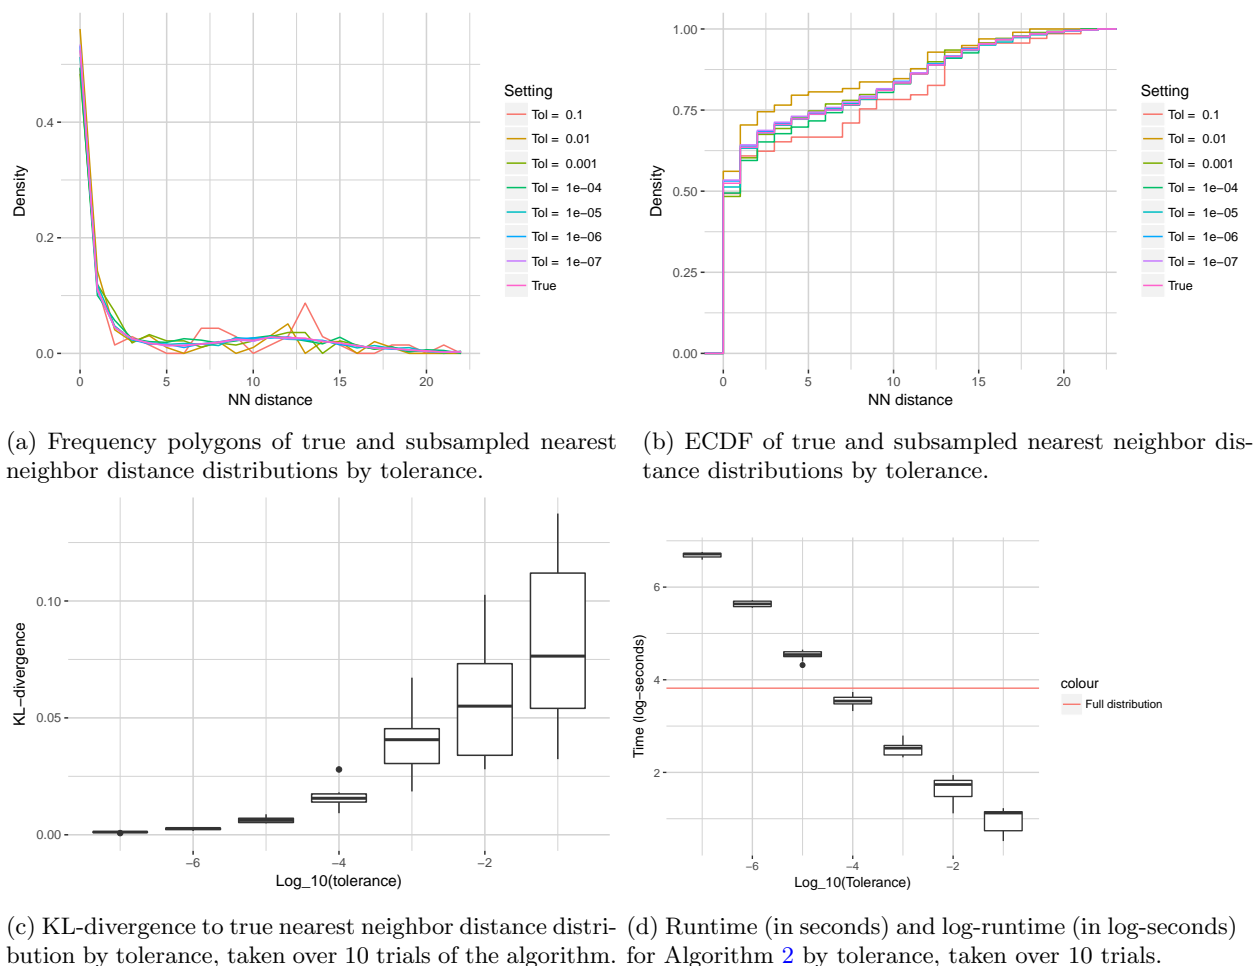 Density
0.4
0.2
0.0
0 5 10 15 20
NN distance
Setting
Tol = 0.1
Tol = 0.01
Tol = 0.001
Tol = 1e−04
Tol = 1e−05
Tol = 1e−06
Tol = 1e−07
True
(a) Frequency polygons of true and subsampled nearest
neighbor distance distributions by tolerance.
Density
1.00
0.75
0.50
0.25
0.00
0 5 10 15 20
NN distance
Setting
Tol = 0.1
Tol = 0.01
Tol = 0.001
Tol = 1e−04
Tol = 1e−05
Tol = 1e−06
Tol = 1e−07
True
(b) ECDF of true and subsampled nearest neighbor dis-
tance distributions by tolerance.
KL−divergence
0.10
0.05
0.00
−6 −4 −2
Log_10(tolerance)
(c) KL-divergence to true nearest neighbor distance distri-
bution by tolerance, taken over 10 trials of the algorithm.
Time (log−seconds)
6
4
2
−6 −4 −2
Log_10(Tolerance)
colour
Full distribution
(d) Runtime (in seconds) and log-runtime (in log-seconds)
for Algorithm 2 by tolerance, taken over 10 trials.